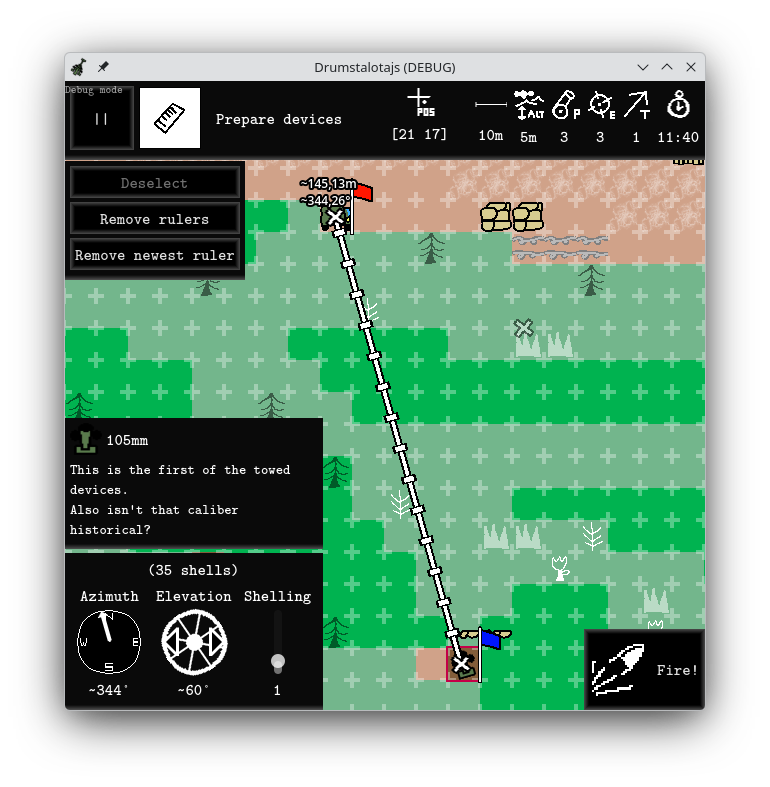 Drumstalotajs (DEBUG)
Debug mode
Prepare devices
POS
[21 17]
10m
ALT
5m
P
3
E
3
T
1
11:40
Deselect
Remove rulers
Remove newest ruler
~145,13m
~344,26°
105mm
This is the first of the towed
devices.
Also isn't that caliber
historical?
(35 shells)
Azimuth Elevation Shelling
N
W E
S
~344° ~60° 1
Fire!